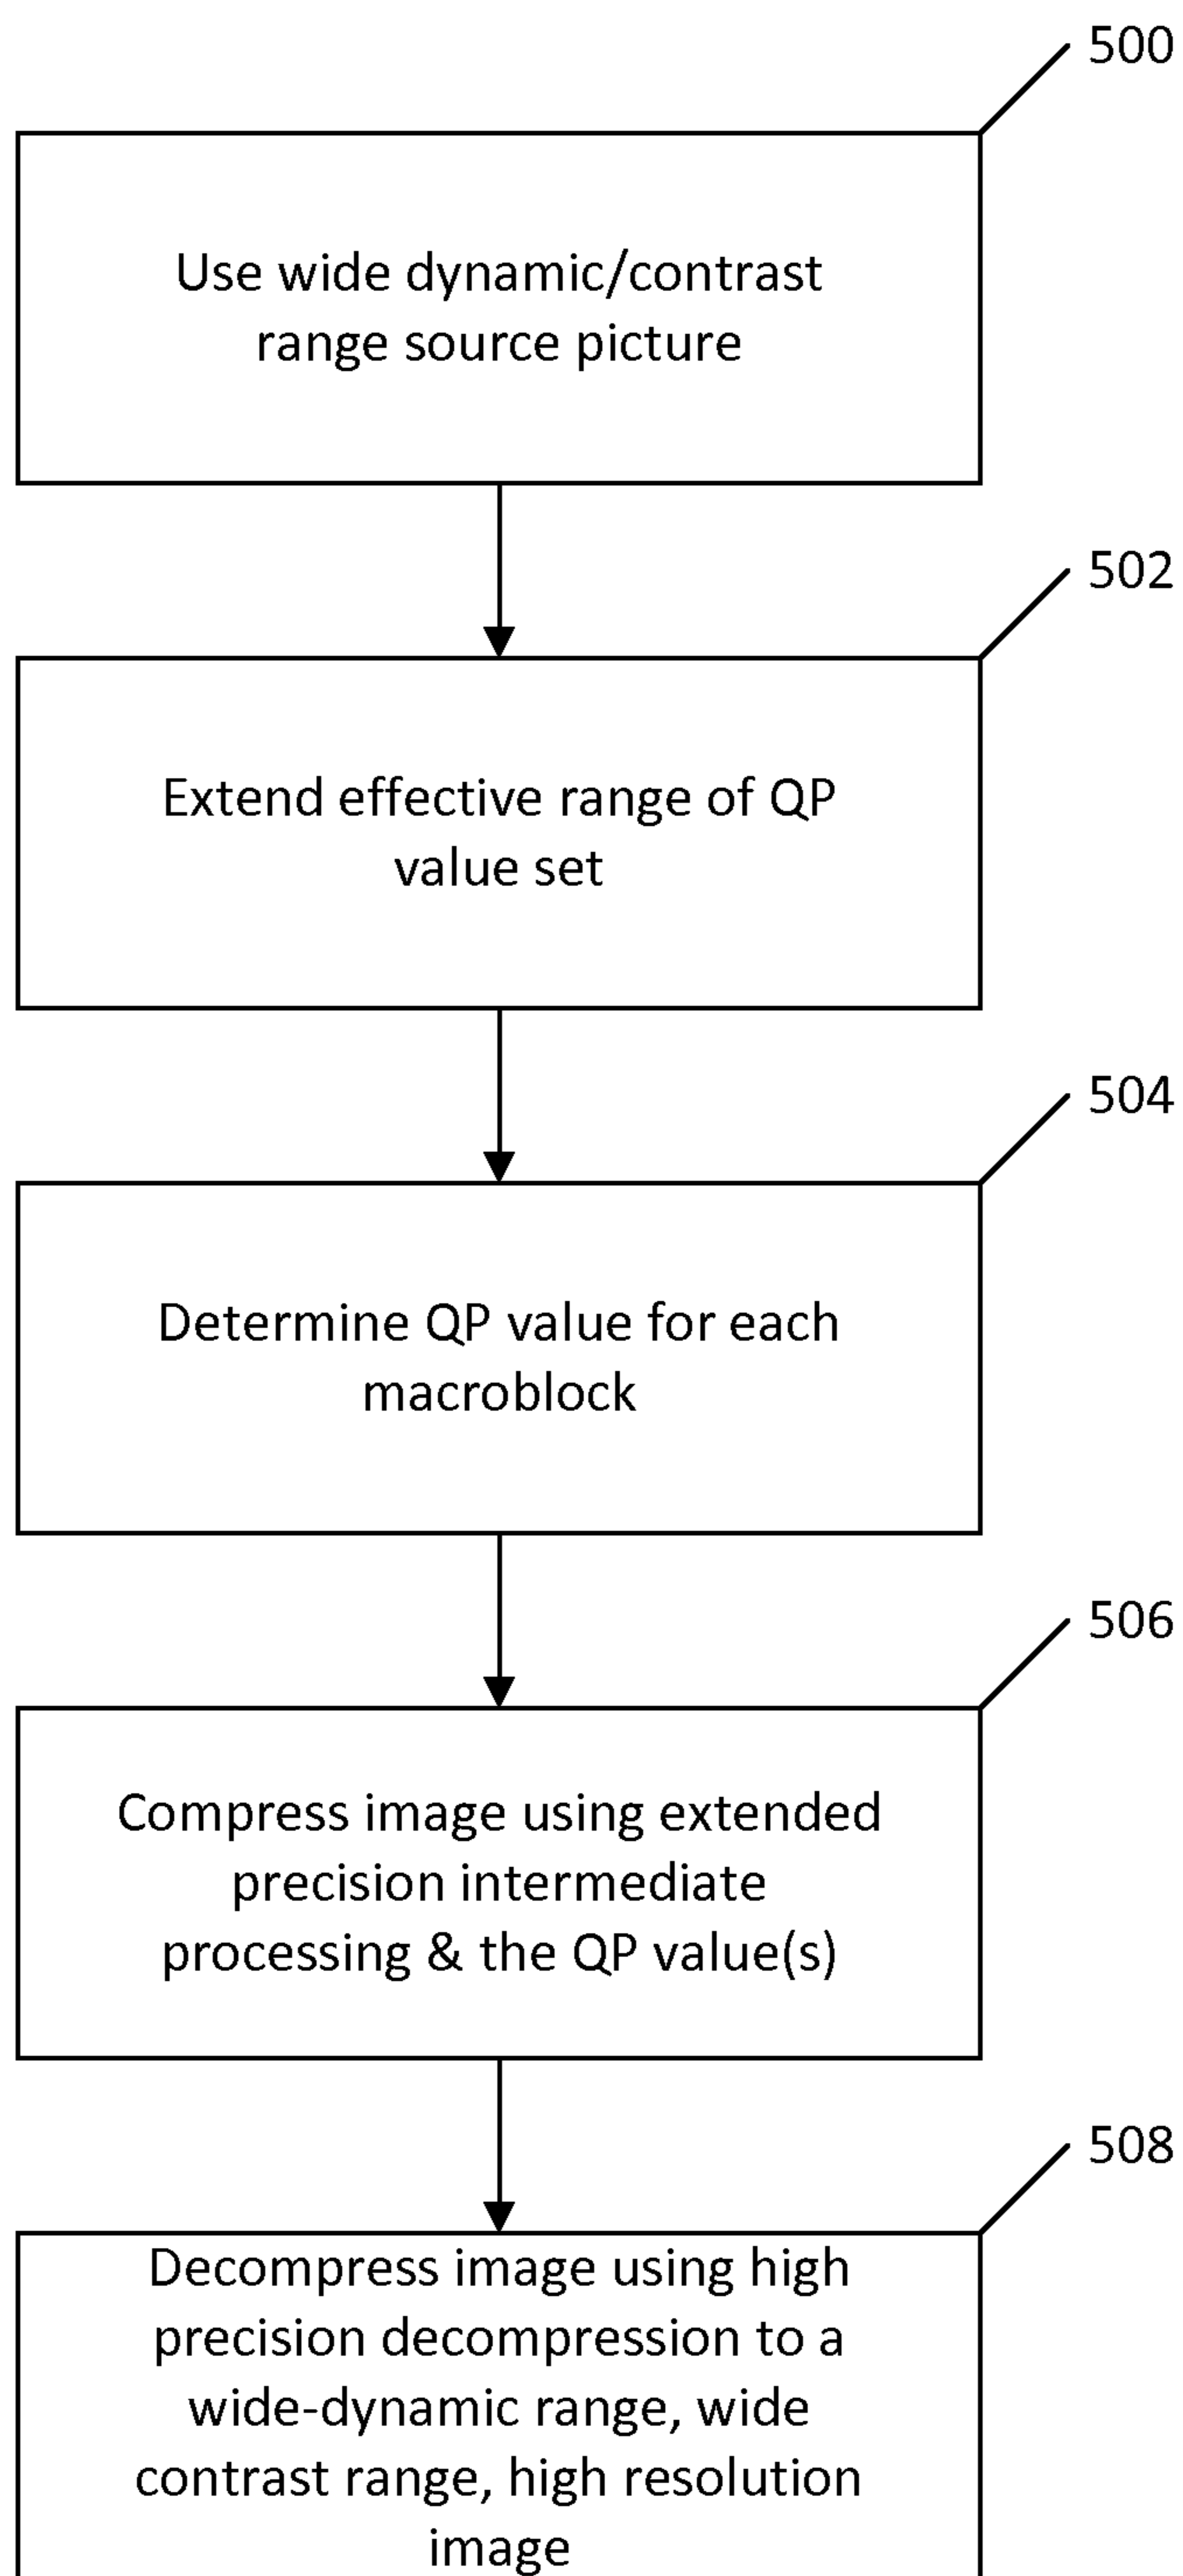 500
Use wide dynamic/contrast
range source picture
502
Extend effective range of QP
value set
504
Determine QP value for each
macroblock
506
Compress image using extended
precision intermediate
processing & the QP value(s)
508
Decompress image using high
precision decompression to a
wide-dynamic range, wide
contrast range, high resolution
image